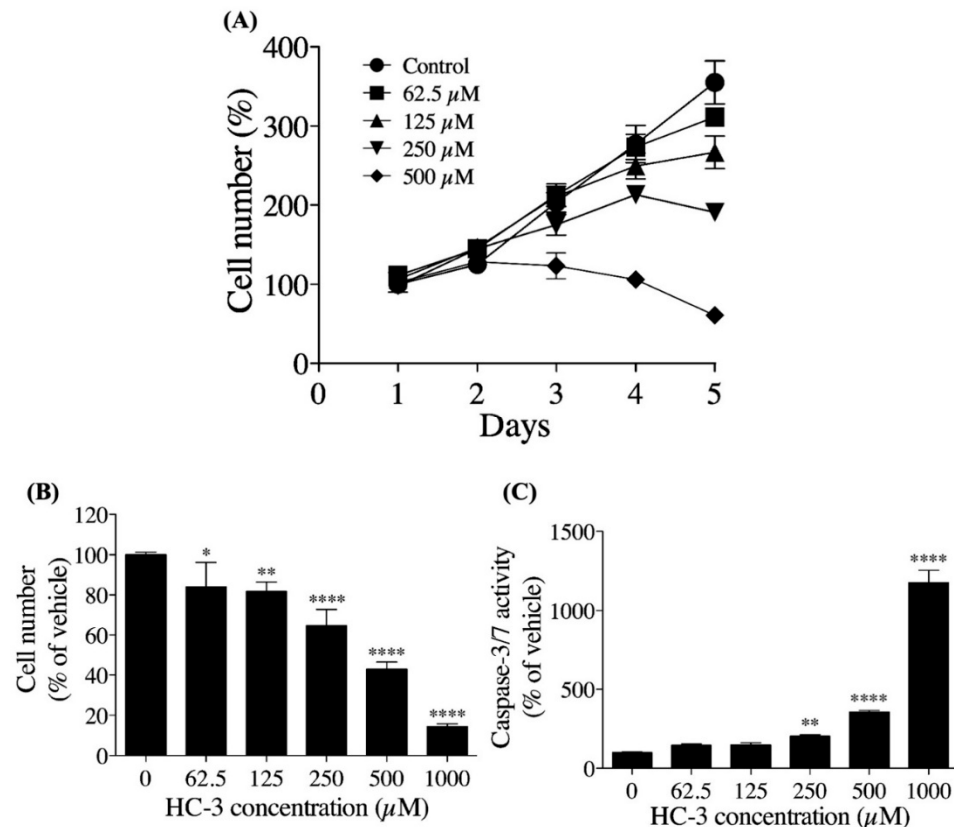 (A)
Cell number (%)
400
300
200
100
0
Control
62.5 µM
125 µM
250 µM
500 µM
0 1 2 3 4 5
Days
(B)
Cell number
(% of vehicle)
120
100
80
60
40
20
0
*
**
****
****
****
0 62.5 125 250 500 1000
HC-3 concentration (µM)
(C)
Caspase-3/7 activity
(% of vehicle)
1500
1000
500
0
**
****
****
0 62.5 125 250 500 1000
HC-3 concentration (µM)